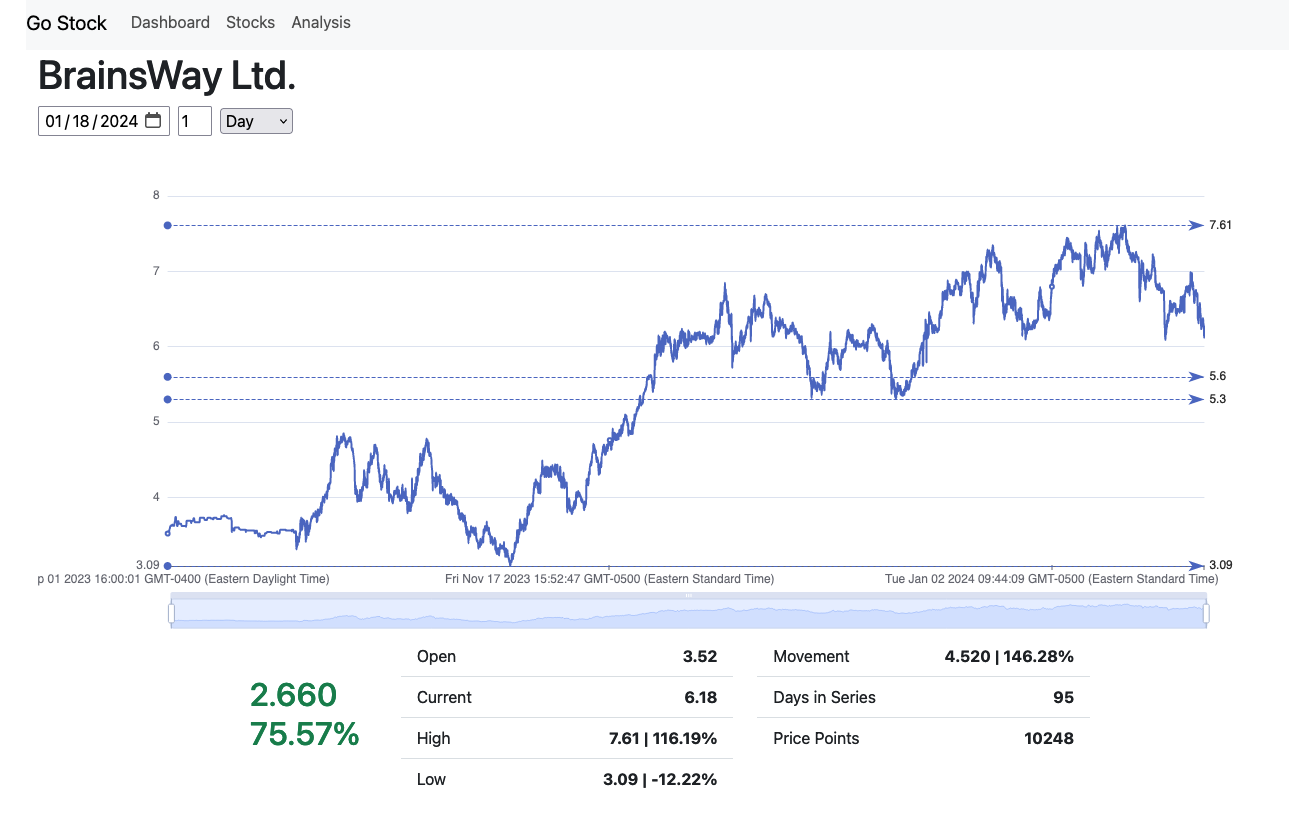 Go Stock Dashboard Stocks Analysis
BrainsWay Ltd.
01/18/2024 1 Day
8
7.61
7
6
5.6
5.3
5
4
3.09 3.09
p 01 2023 16:00:01 GMT-0400 (Eastern Daylight Time) Fri Nov 17 2023 15:52:47 GMT-0500 (Eastern Standard Time) Tue Jan 02 2024 09:44:09 GMT-0500 (Eastern Standard Time)
2.660
75.57%
Open 3.52
Current 6.18
High 7.61 | 116.19%
Low 3.09 | -12.22%
Movement 4.520 | 146.28%
Days in Series 95
Price Points 10248